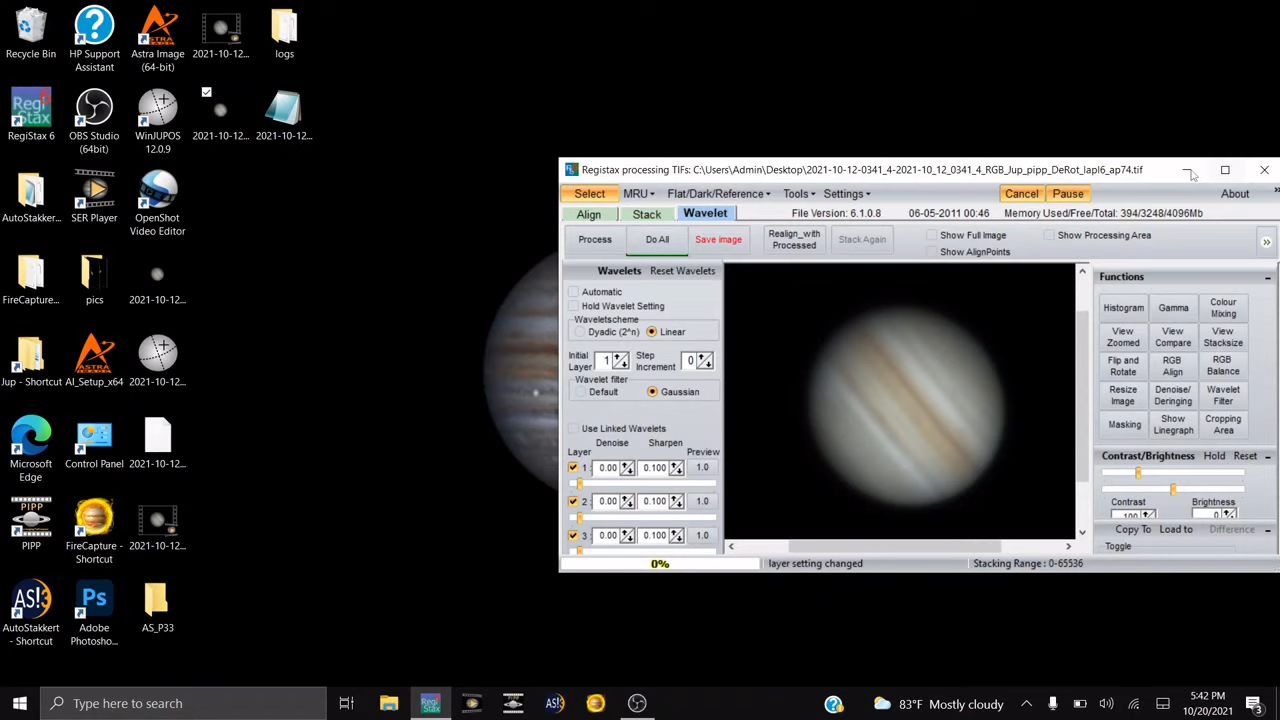 Recycle Bin
HP Support
Assistant
Astra Image
(64-bit)
2021-10-12...
logs
RegiStax 6
OBS Studio
(64bit)
WinJUPOS
12.0.9
2021-10-12...
2021-10-12...
AutoStakker...
SER Player
OpenShot
Video Editor
FireCapture...
pics
2021-10-12...
Jup - Shortcut
AI_Setup_x64
2021-10-12...
Microsoft
Edge
Control Panel
2021-10-12...
PIPP
FireCapture -
Shortcut
2021-10-12...
AutoStakkert
- Shortcut
Adobe
Photosho...
AS_P33
Registax processing TIFs: C:\Users\Admin\Desktop\2021-10-12-0341_4-2021-10_12_0341_4_RGB_Jup_pipp_DeRot_lapl6_ap74.tif
Select MRU Flat/Dark/Reference Tools Settings Cancel Pause About
Align Stack Wavelet File Version: 6.1.0.8 06-05-2011 00:46 Memory Used/Free/Total: 394/3248/4096Mb
Process Do All Save image Realign_with
Processed Stack Again Show Full Image Show Processing Area
Show AlignPoints
Wavelets Reset Wavelets
Automatic
Hold Wavelet Setting
Waveletscheme
Dyadic (2^n) Linear
Initial
Layer 1 Step
Increment 0
Wavelet filter
Default Gaussian
Use Linked Wavelets
Denoise Sharpen
Layer Preview
1 : 0.00 0.100 1.0
2 : 0.00 0.100 1.0
3 : 0.00 0.100 1.0
Functions
Histogram Gamma Colour
Mixing
View
Zoomed View
Compare View
Stacksize
Flip and
Rotate RGB
Align RGB
Balance
Resize
Image Denoise/
Deringing Wavelet
Filter
Masking Show
Linegraph Cropping
Area
Contrast/Brightness Hold Reset
Contrast Brightness
100 0
Copy To Load to Difference
Toggle
0% layer setting changed Stacking Range : 0-65536
Type here to search
83°F Mostly cloudy
5:42 PM
10/20/2021